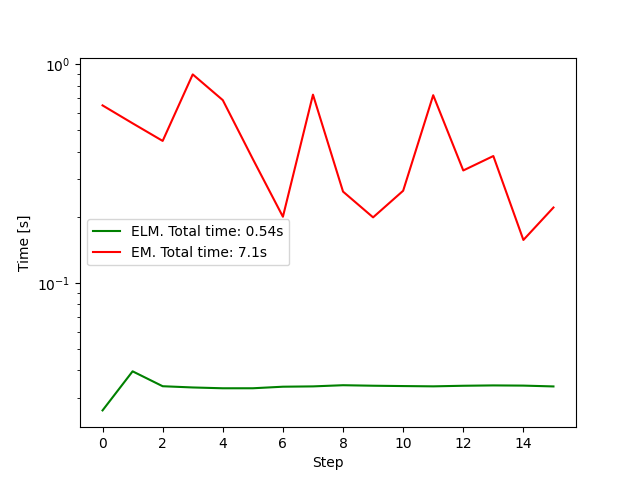 10⁰
Time [s]
ELM. Total time: 0.54s
EM. Total time: 7.1s
10⁻¹
0 2 4 6 8 10 12 14
Step